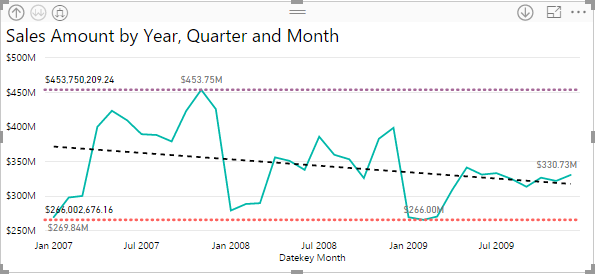 Sales Amount by Year, Quarter and Month
$500M
$453,750,209.24
$453.75M
$450M
$400M
$350M
$330.73M
$300M
$266,002,676.16
$266.00M
$269.84M
$250M
Jan 2007
Jul 2007
Jan 2008
Jul 2008
Jan 2009
Jul 2009
Datekey Month